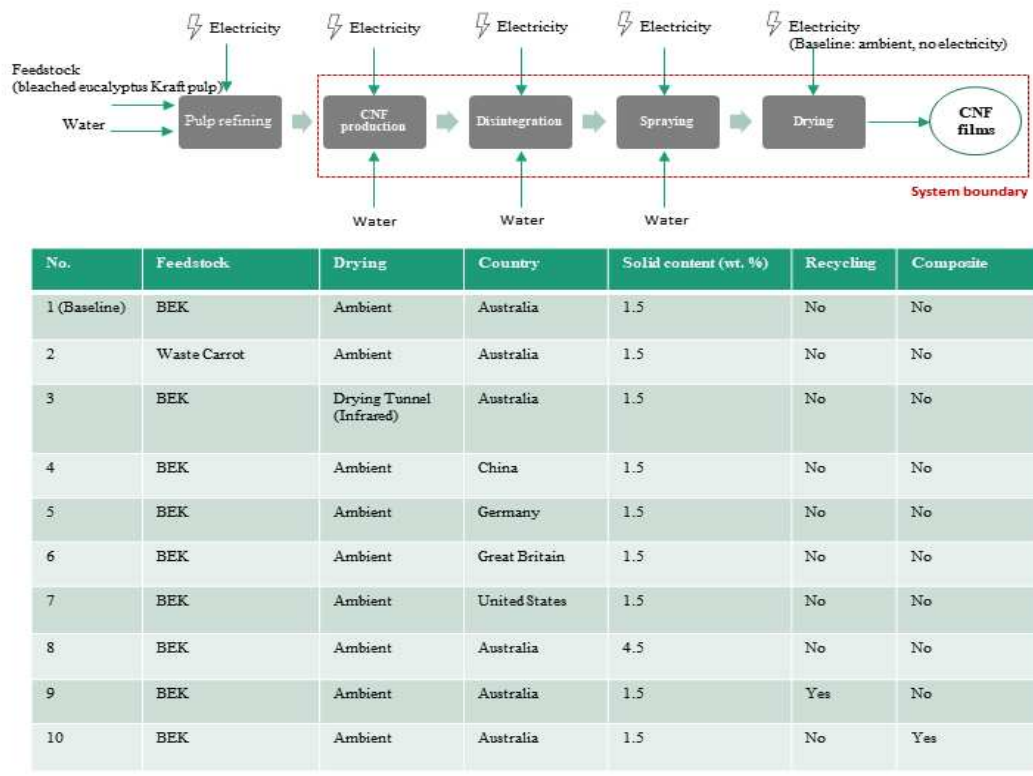 Electricity
Electricity
Electricity
Electricity
Electricity
(Baseline: ambient, no electricity)
Feedstock
(bleached eucalyptus Kraft pulp)
Water
Pulp refining
CNF
production
Disintegration
Spraying
Drying
CNF
films
System boundary
Water
Water
Water
No. Feedstock Drying Country Solid content (wt. %) Recycling Composite
1 (Baseline) BEK Ambient Australia 1.5 No No
2 Waste Carrot Ambient Australia 1.5 No No
3 BEK Drying Tunnel (Infrared) Australia 1.5 No No
4 BEK Ambient China 1.5 No No
5 BEK Ambient Germany 1.5 No No
6 BEK Ambient Great Britain 1.5 No No
7 BEK Ambient United States 1.5 No No
8 BEK Ambient Australia 4.5 No No
9 BEK Ambient Australia 1.5 Yes No
10 BEK Ambient Australia 1.5 No Yes